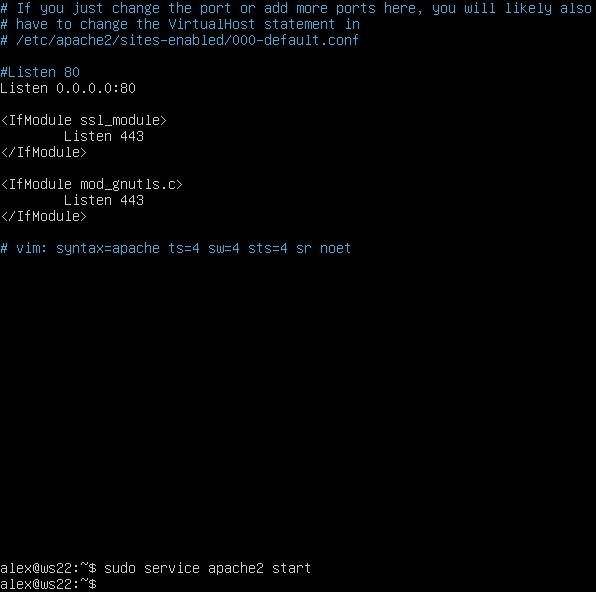 # If you just change the port or add more ports here, you will likely also
# have to change the VirtualHost statement in
# /etc/apache2/sites-enabled/000-default.conf
#Listen 80
Listen 0.0.0.0:80
<IfModule ssl_module>
Listen 443
</IfModule>
<IfModule mod_gnutls.c>
Listen 443
</IfModule>
# vim: syntax=apache ts=4 sw=4 sts=4 sr noet
alex@ws22:~$ sudo service apache2 start
alex@ws22:~$